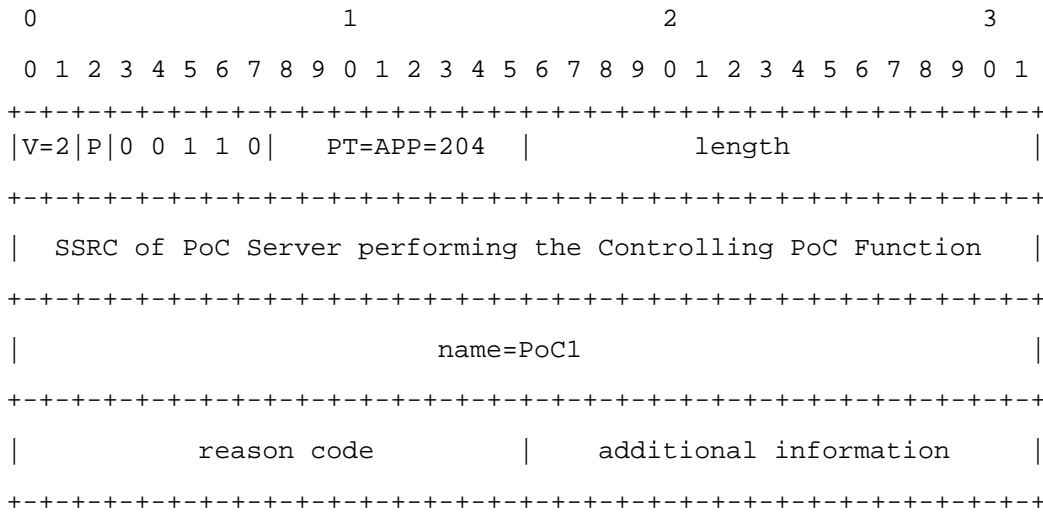 0                   1                   2                   3
 0 1 2 3 4 5 6 7 8 9 0 1 2 3 4 5 6 7 8 9 0 1 2 3 4 5 6 7 8 9 0 1
+-+-+-+-+-+-+-+-+-+-+-+-+-+-+-+-+-+-+-+-+-+-+-+-+-+-+-+-+-+-+-+-+
|V=2|P|0 0 1 1 0|   PT=APP=204  |          length               |
+-+-+-+-+-+-+-+-+-+-+-+-+-+-+-+-+-+-+-+-+-+-+-+-+-+-+-+-+-+-+-+-+
|  SSRC of PoC Server performing the Controlling PoC Function   |
+-+-+-+-+-+-+-+-+-+-+-+-+-+-+-+-+-+-+-+-+-+-+-+-+-+-+-+-+-+-+-+-+
|                          name=PoC1                            |
+-+-+-+-+-+-+-+-+-+-+-+-+-+-+-+-+-+-+-+-+-+-+-+-+-+-+-+-+-+-+-+-+
|           reason code         |    additional information     |
+-+-+-+-+-+-+-+-+-+-+-+-+-+-+-+-+-+-+-+-+-+-+-+-+-+-+-+-+-+-+-+-+